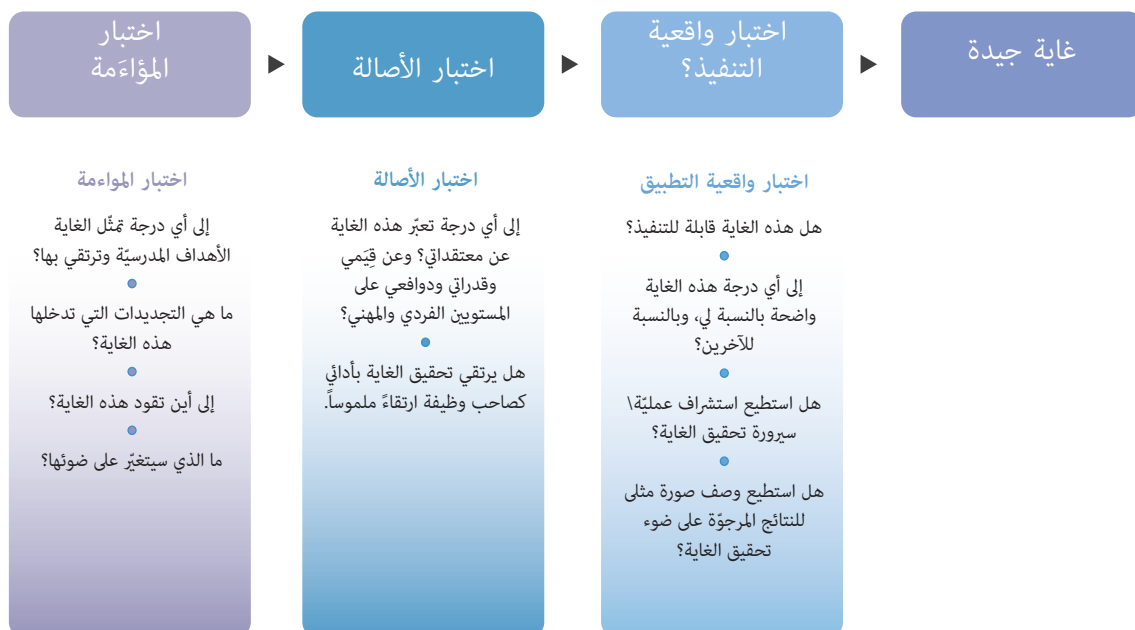 اختبار
المؤاءَمة
اختبار الأصالة
اختبار واقعية
التنفيذ؟
غاية جيدة
اختبار المواءمة
إلى أي درجة تمثّل الغاية
الأهداف المدرسيّة وترتقي بها؟
ما هي التجديدات التي تدخلها
هذه الغاية؟
إلى أين تقود هذه الغاية؟
ما الذي سيتغيّر على ضوئها؟
اختبار الأصالة
إلى أي درجة تعبّر هذه الغاية
عن معتقداتي؟ وعن قِيَمي
وقدراتي ودوافعي على
المستويين الفردي والمهني؟
هل يرتقي تحقيق الغاية بأدائي
كصاحب وظيفة ارتقاءً ملموساً.
اختبار واقعية التطبيق
هل هذه الغاية قابلة للتنفيذ؟
إلى أي درجة هذه الغاية
واضحة بالنسبة لي، وبالنسبة
للآخرين؟
هل استطيع استشراف عمليّة\
سيرورة تحقيق الغاية؟
هل استطيع وصف صورة مثلى
للنتائج المرجوّة على ضوء
تحقيق الغاية؟